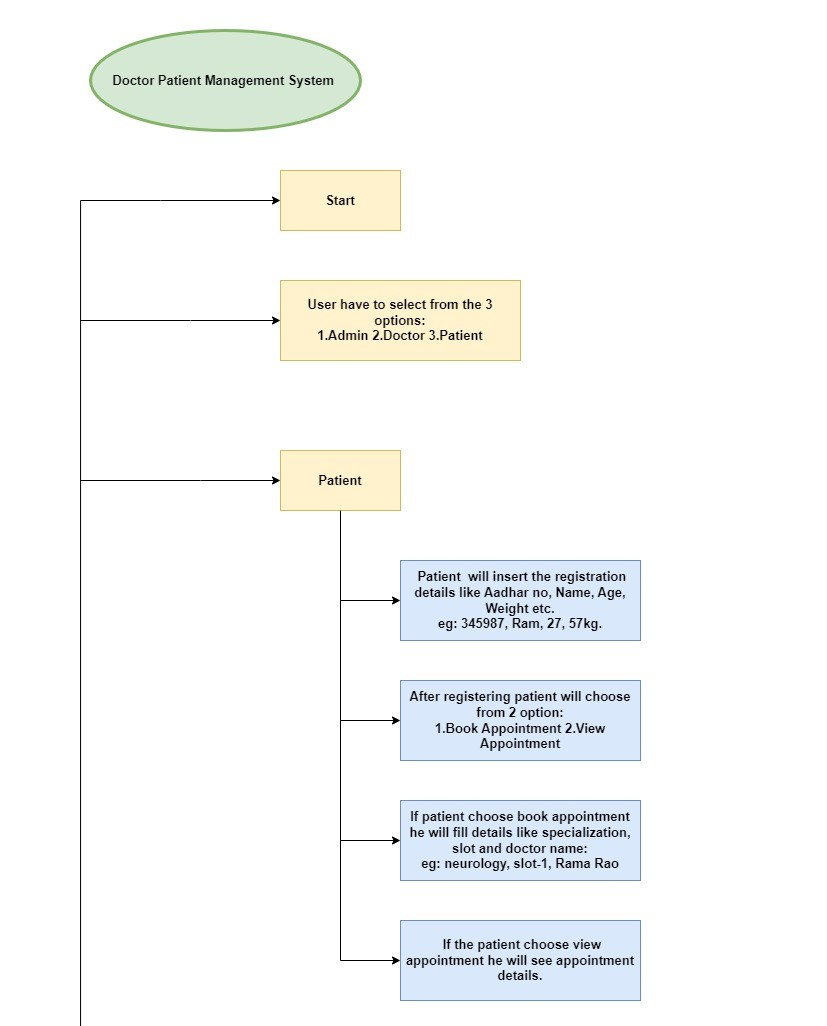 Doctor Patient Management System
Start
User have to select from the 3
options:
1.Admin 2.Doctor 3.Patient
Patient
Patient  will insert the registration
details like Aadhar no, Name, Age,
Weight etc.
eg: 345987, Ram, 27, 57kg.
After registering patient will choose
from 2 option:
1.Book Appointment 2.View
Appointment
If patient choose book appointment
he will fill details like specialization,
slot and doctor name:
eg: neurology, slot-1, Rama Rao
If the patient choose view
appointment he will see appointment
details.